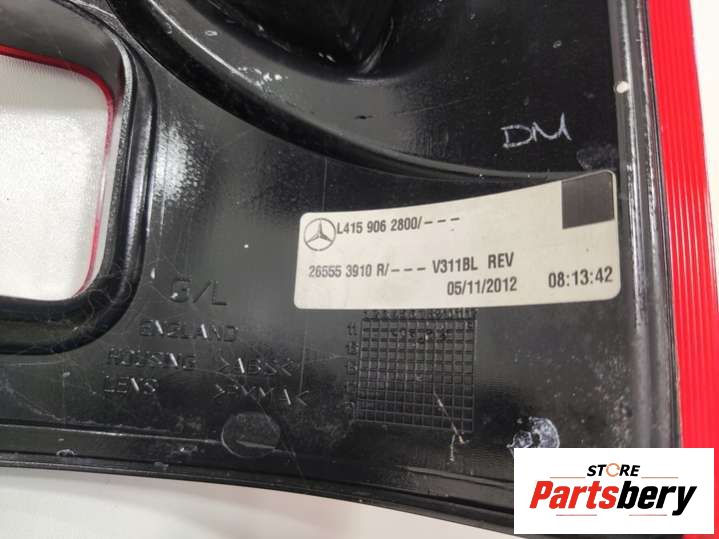 DM
L415 906 2800/---
26555 3910 R/--- V311BL REV
05/11/2012 08:13:42
G/L
ENGLAND
HOUSING >ABS<
LENS >PMMA<
STORE
Partsbery